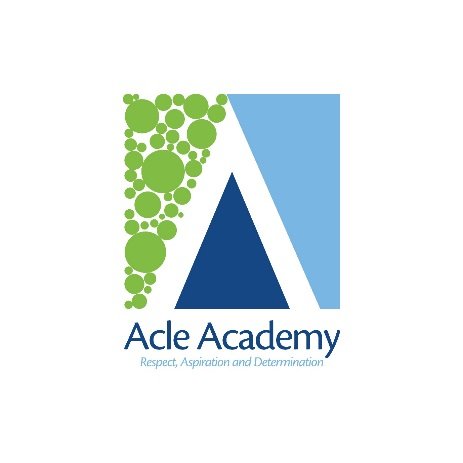 Acle Academy
Respect, Aspiration and Determination